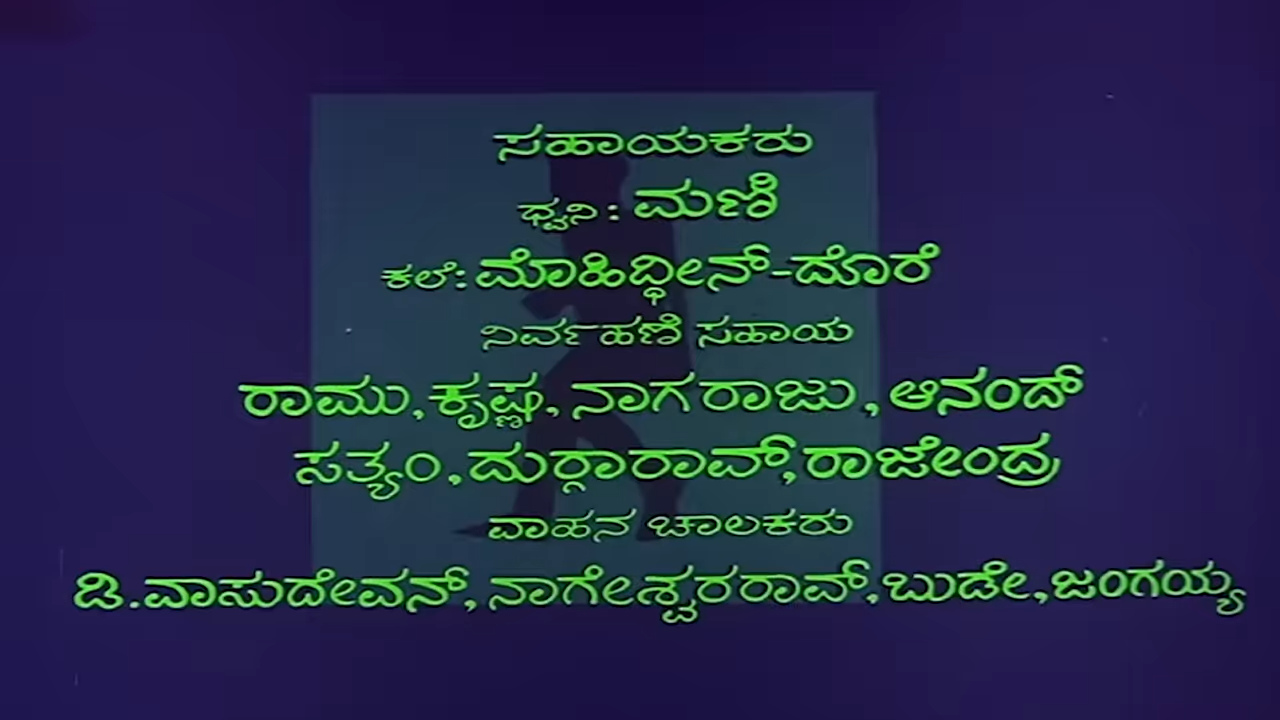 ಸಹಾಯಕರು
ಧ್ವನಿ: ಮಣಿ
ಕಲೆ: ಮೊಹಿದ್ಧೀನ್-ದೊರೆ
ನಿರ್ವಹಣೆ ಸಹಾಯ
ರಾಮು, ಕೃಷ್ಣ, ನಾಗರಾಜು, ಆನಂದ್
ಸತ್ಯಂ, ದುರ್ಗಾರಾವ್, ರಾಜೇಂದ್ರ
ವಾಹನ ಚಾಲಕರು
ಡಿ.ವಾಸುದೇವನ್, ನಾಗೇಶ್ವರರಾವ್, ಬುಡೇ, ಜಂಗಯ್ಯ